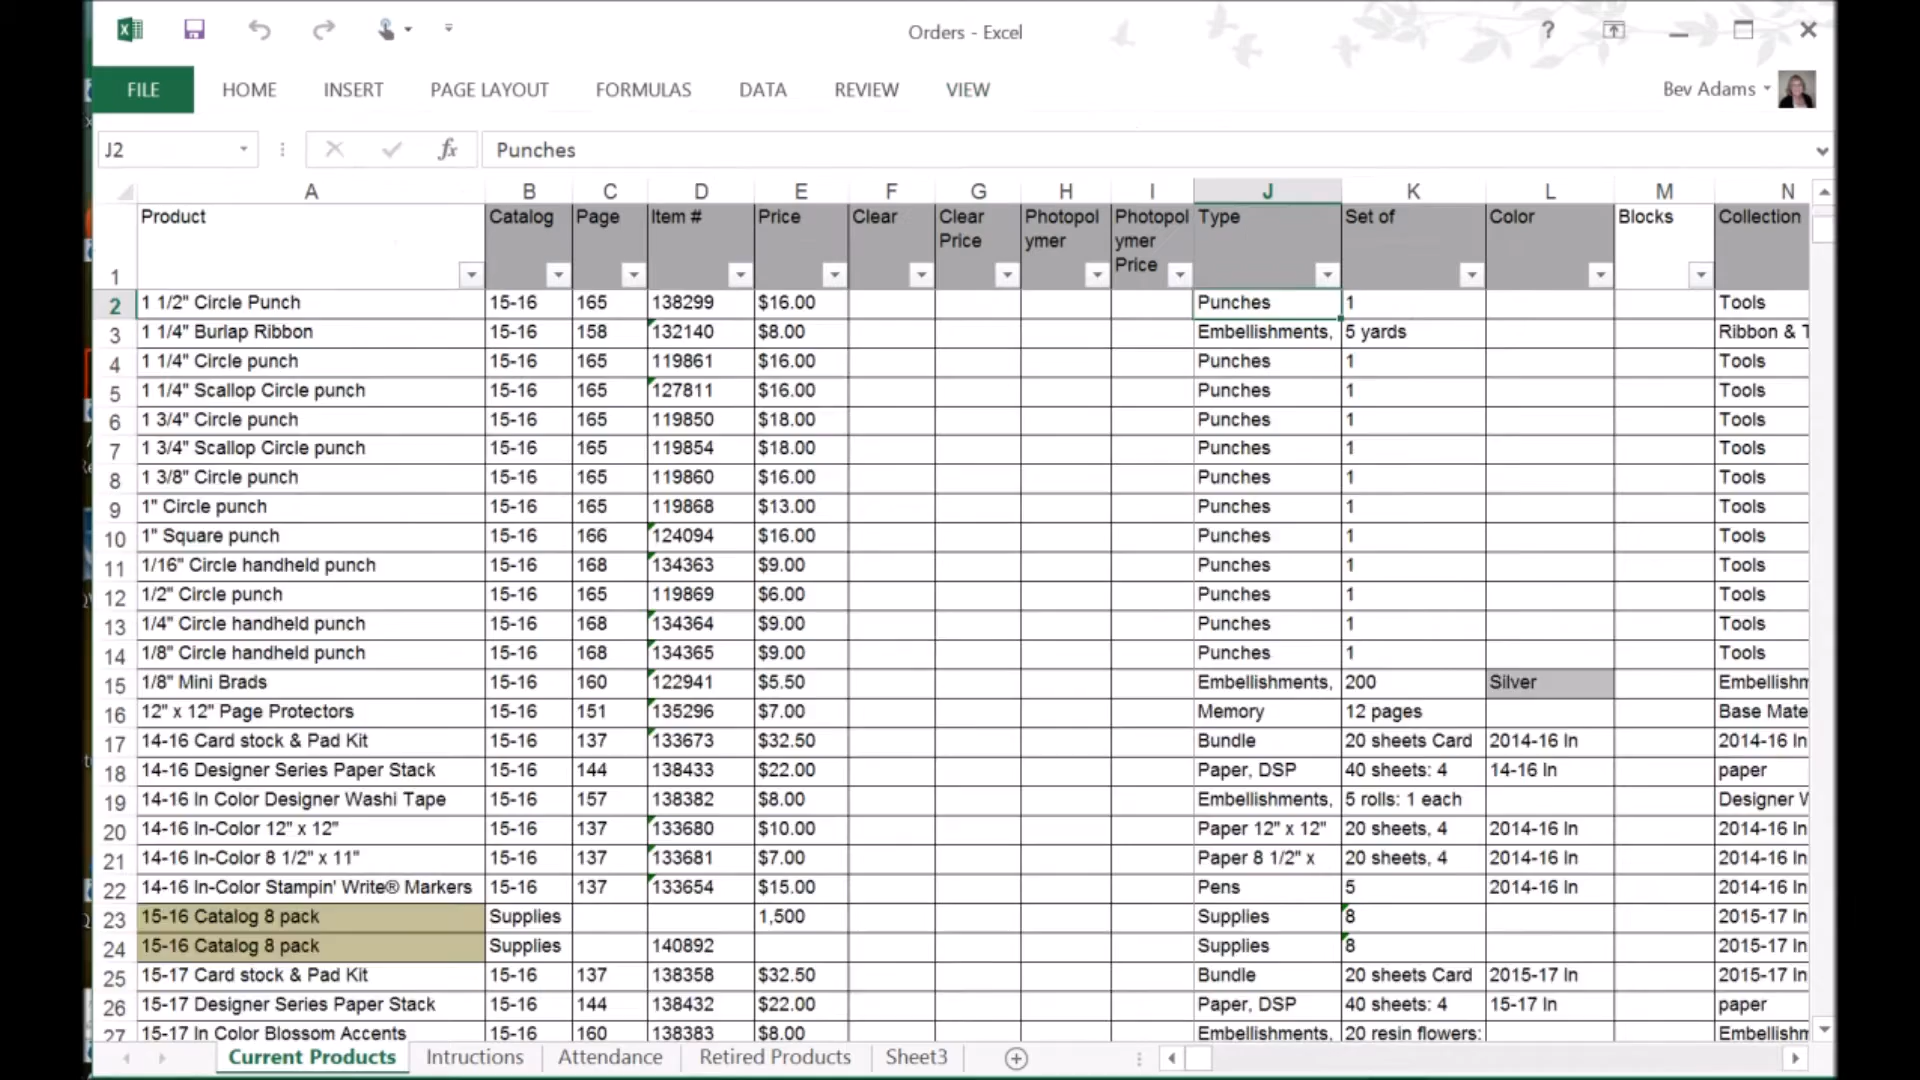 Orders - Excel
?
FILE HOME INSERT PAGE LAYOUT FORMULAS DATA REVIEW VIEW Bev Adams
J2 fx Punches
A B C D E F G H I J K L M N
1 Product Catalog Page Item # Price Clear Clear Price Photopolymer Photopolymer Price Type Set of Color Blocks Collection
2 1 1/2" Circle Punch 15-16 165 138299 $16.00 Punches 1 Tools
3 1 1/4" Burlap Ribbon 15-16 158 132140 $8.00 Embellishments, 5 yards Ribbon & T
4 1 1/4" Circle punch 15-16 165 119861 $16.00 Punches 1 Tools
5 1 1/4" Scallop Circle punch 15-16 165 127811 $16.00 Punches 1 Tools
6 1 3/4" Circle punch 15-16 165 119850 $18.00 Punches 1 Tools
7 1 3/4" Scallop Circle punch 15-16 165 119854 $18.00 Punches 1 Tools
8 1 3/8" Circle punch 15-16 165 119860 $16.00 Punches 1 Tools
9 1" Circle punch 15-16 165 119868 $13.00 Punches 1 Tools
10 1" Square punch 15-16 166 124094 $16.00 Punches 1 Tools
11 1/16" Circle handheld punch 15-16 168 134363 $9.00 Punches 1 Tools
12 1/2" Circle punch 15-16 165 119869 $6.00 Punches 1 Tools
13 1/4" Circle handheld punch 15-16 168 134364 $9.00 Punches 1 Tools
14 1/8" Circle handheld punch 15-16 168 134365 $9.00 Punches 1 Tools
15 1/8" Mini Brads 15-16 160 122941 $5.50 Embellishments, 200 Silver Embellishm
16 12" x 12" Page Protectors 15-16 151 135296 $7.00 Memory 12 pages Base Mate
17 14-16 Card stock & Pad Kit 15-16 137 133673 $32.50 Bundle 20 sheets Card 2014-16 In 2014-16 In
18 14-16 Designer Series Paper Stack 15-16 144 138433 $22.00 Paper, DSP 40 sheets: 4 14-16 In paper
19 14-16 In Color Designer Washi Tape 15-16 157 138382 $8.00 Embellishments, 5 rolls: 1 each Designer W
20 14-16 In-Color 12" x 12" 15-16 137 133680 $10.00 Paper 12" x 12" 20 sheets, 4 2014-16 In 2014-16 In
21 14-16 In-Color 8 1/2" x 11" 15-16 137 133681 $7.00 Paper 8 1/2" x 20 sheets, 4 2014-16 In 2014-16 In
22 14-16 In-Color Stampin' Write® Markers 15-16 137 133654 $15.00 Pens 5 2014-16 In 2014-16 In
23 15-16 Catalog 8 pack Supplies 1,500 Supplies 8 2015-17 In
24 15-16 Catalog 8 pack Supplies 140892 Supplies 8 2015-17 In
25 15-17 Card stock & Pad Kit 15-16 137 138358 $32.50 Bundle 20 sheets Card 2015-17 In 2015-17 In
26 15-17 Designer Series Paper Stack 15-16 144 138432 $22.00 Paper, DSP 40 sheets: 4 15-17 In paper
27 15-17 In Color Blossom Accents 15-16 160 138383 $8.00 Embellishments, 20 resin flowers: Embellishm
Current Products Intructions Attendance Retired Products Sheet3